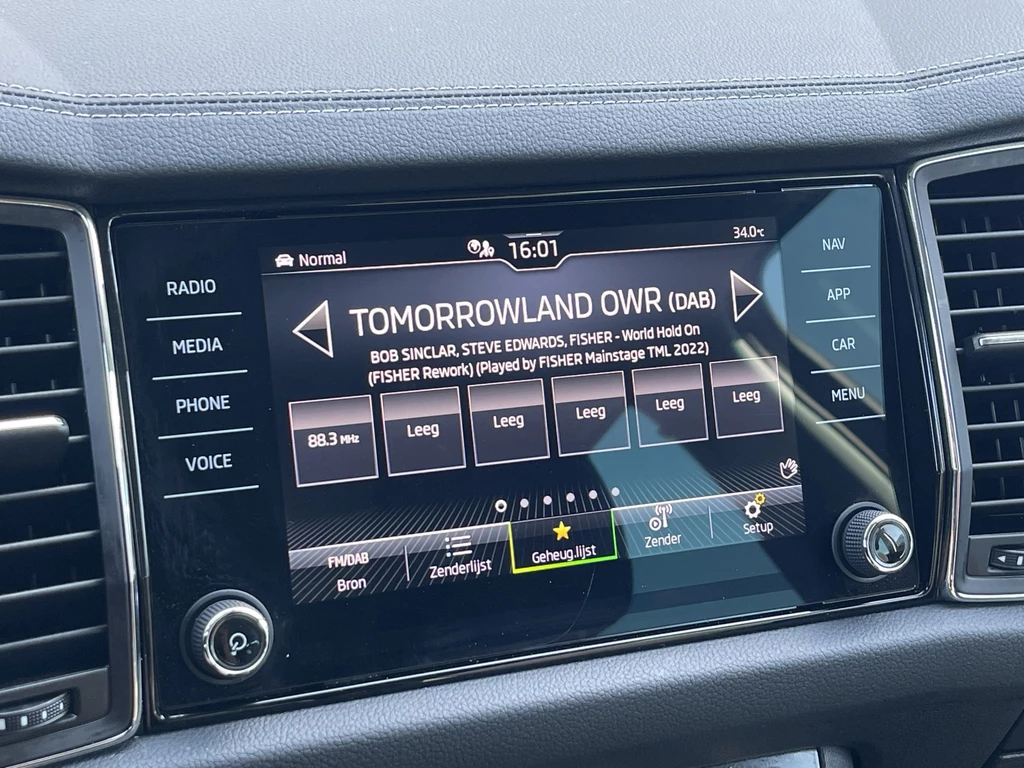 Normal
16:01
34.0°C
RADIO
MEDIA
PHONE
VOICE
TOMORROWLAND OWR (DAB)
BOB SINCLAR, STEVE EDWARDS, FISHER - World Hold On
(FISHER Rework) (Played by FISHER Mainstage TML 2022)
88.3 MHz
Leeg
Leeg
Leeg
Leeg
Leeg
FM/DAB
Bron
Zenderlijst
Geheug.lijst
Zender
Setup
NAV
APP
CAR
MENU